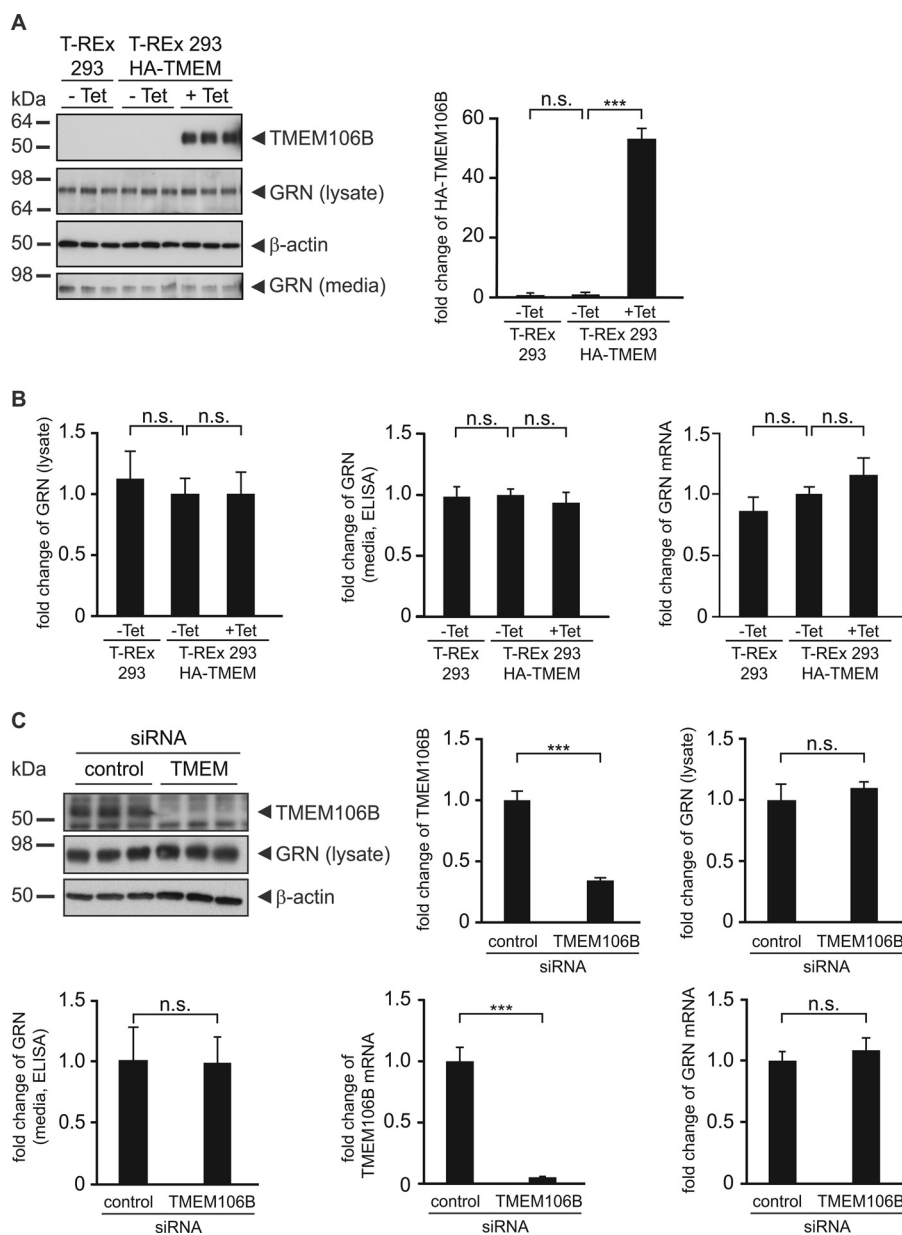 A
T-REx 293
T-REx 293 HA-TMEM
kDa
- Tet
- Tet
+ Tet
64
50
TMEM106B
98
64
GRN (lysate)
50
β-actin
98
GRN (media)
fold change of HA-TMEM106B
60
40
20
0
n.s.
***
-Tet
-Tet
+Tet
T-REx 293
T-REx 293 HA-TMEM
B
fold change of GRN (lysate)
1.5
1.0
0.5
0
n.s.
n.s.
-Tet
-Tet
+Tet
T-REx 293
T-REx 293 HA-TMEM
fold change of GRN (media, ELISA)
1.5
1.0
0.5
0
n.s.
n.s.
-Tet
-Tet
+Tet
T-REx 293
T-REx 293 HA-TMEM
fold change of GRN mRNA
1.5
1.0
0.5
0
n.s.
n.s.
-Tet
-Tet
+Tet
T-REx 293
T-REx 293 HA-TMEM
C
siRNA
kDa
control
TMEM
50
TMEM106B
98
GRN (lysate)
50
β-actin
fold change of TMEM106B
1.5
1.0
0.5
0
***
control
TMEM106B
siRNA
fold change of GRN (lysate)
1.5
1.0
0.5
0
n.s.
control
TMEM106B
siRNA
fold change of GRN (media, ELISA)
1.5
1.0
0.5
0
n.s.
control
TMEM106B
siRNA
fold change of TMEM106B mRNA
1.5
1.0
0.5
0
***
control
TMEM106B
siRNA
fold change of GRN mRNA
1.5
1.0
0.5
0
n.s.
control
TMEM106B
siRNA